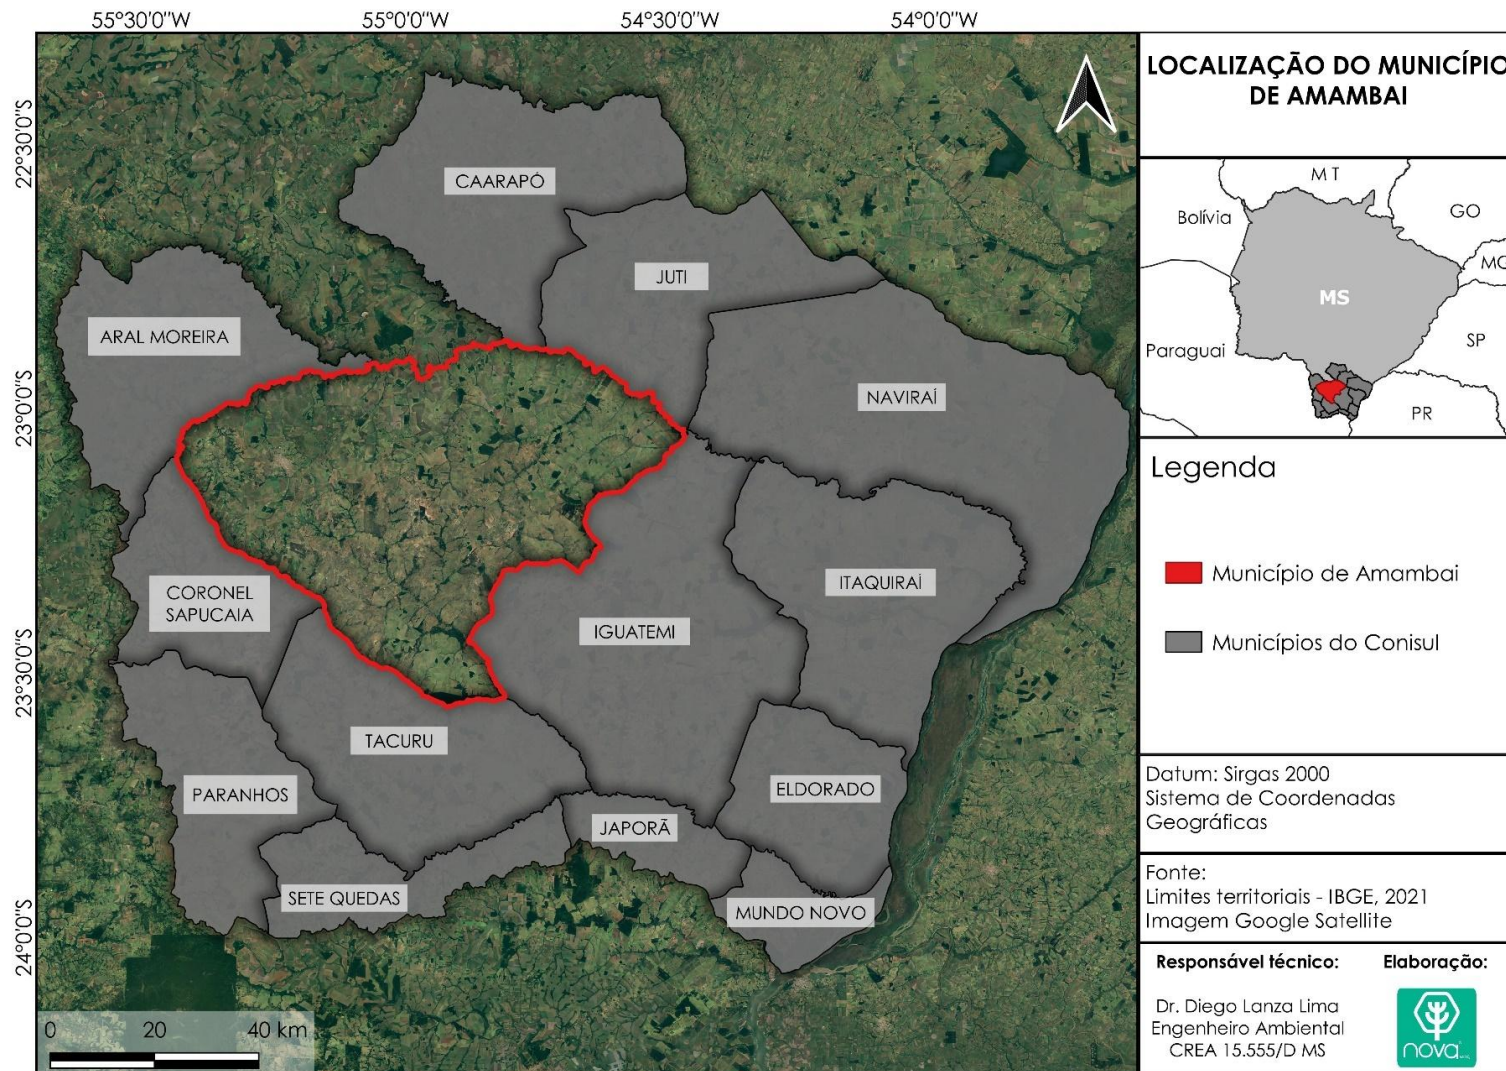 55°30'0"W
55°0'0"W
54°30'0"W
54°0'0"W
22°30'0"S
23°0'0"S
23°30'0"S
24°0'0"S
CAARAPÓ
JUTI
ARAL MOREIRA
NAVIRAÍ
CORONEL
SAPUCAIA
ITAQUIRAÍ
IGUATEMI
TACURU
PARANHOS
ELDORADO
JAPORÃ
SETE QUEDAS
MUNDO NOVO
0 20 40 km
LOCALIZAÇÃO DO MUNICÍPIO
DE AMAMBAI
MT
Bolívia
GO
MG
MS
Paraguai
SP
PR
Legenda
Município de Amambai
Municípios do Conisul
Datum: Sirgas 2000
Sistema de Coordenadas
Geográficas
Fonte:
Limites territoriais - IBGE, 2021
Imagem Google Satellite
Responsável técnico:
Dr. Diego Lanza Lima
Engenheiro Ambiental
CREA 15.555/D MS
Elaboração:
nova